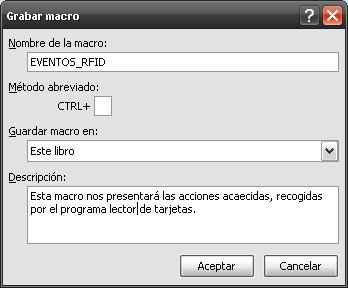 Grabar macro
Nombre de la macro:
EVENTOS_RFID
Método abreviado:
CTRL+
Guardar macro en:
Este libro
Descripción:
Esta macro nos presentará las acciones acaecidas, recogidas
por el programa lector de tarjetas.
Aceptar
Cancelar